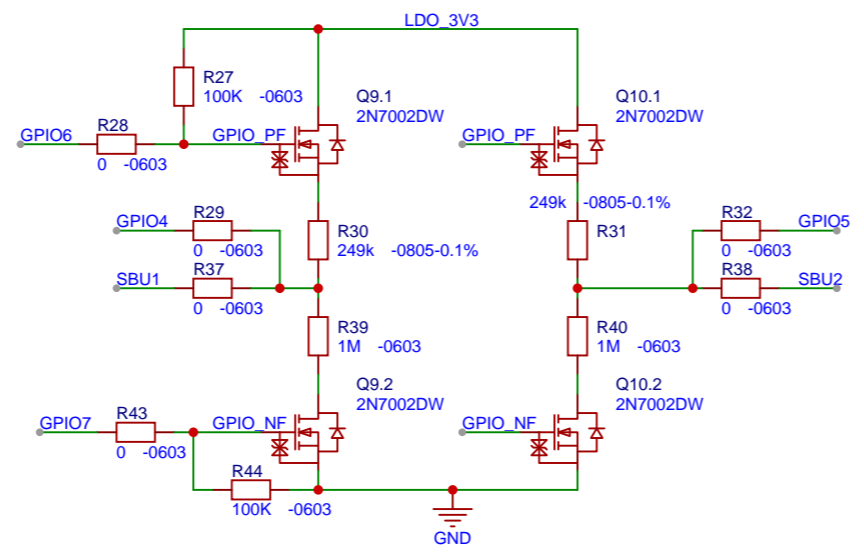 LDO_3V3
R27
100K -0603
Q9.1
2N7002DW
Q10.1
2N7002DW
GPIO6
R28
0 -0603
GPIO_PF
GPIO_PF
249k -0805-0.1%
GPIO4
R29
0 -0603
R30
249k -0805-0.1%
R31
R32
0 -0603
GPIO5
SBU1
R37
0 -0603
R38
0 -0603
SBU2
R39
1M -0603
R40
1M -0603
Q9.2
2N7002DW
Q10.2
2N7002DW
GPIO7
R43
0 -0603
GPIO_NF
GPIO_NF
R44
100K -0603
GND